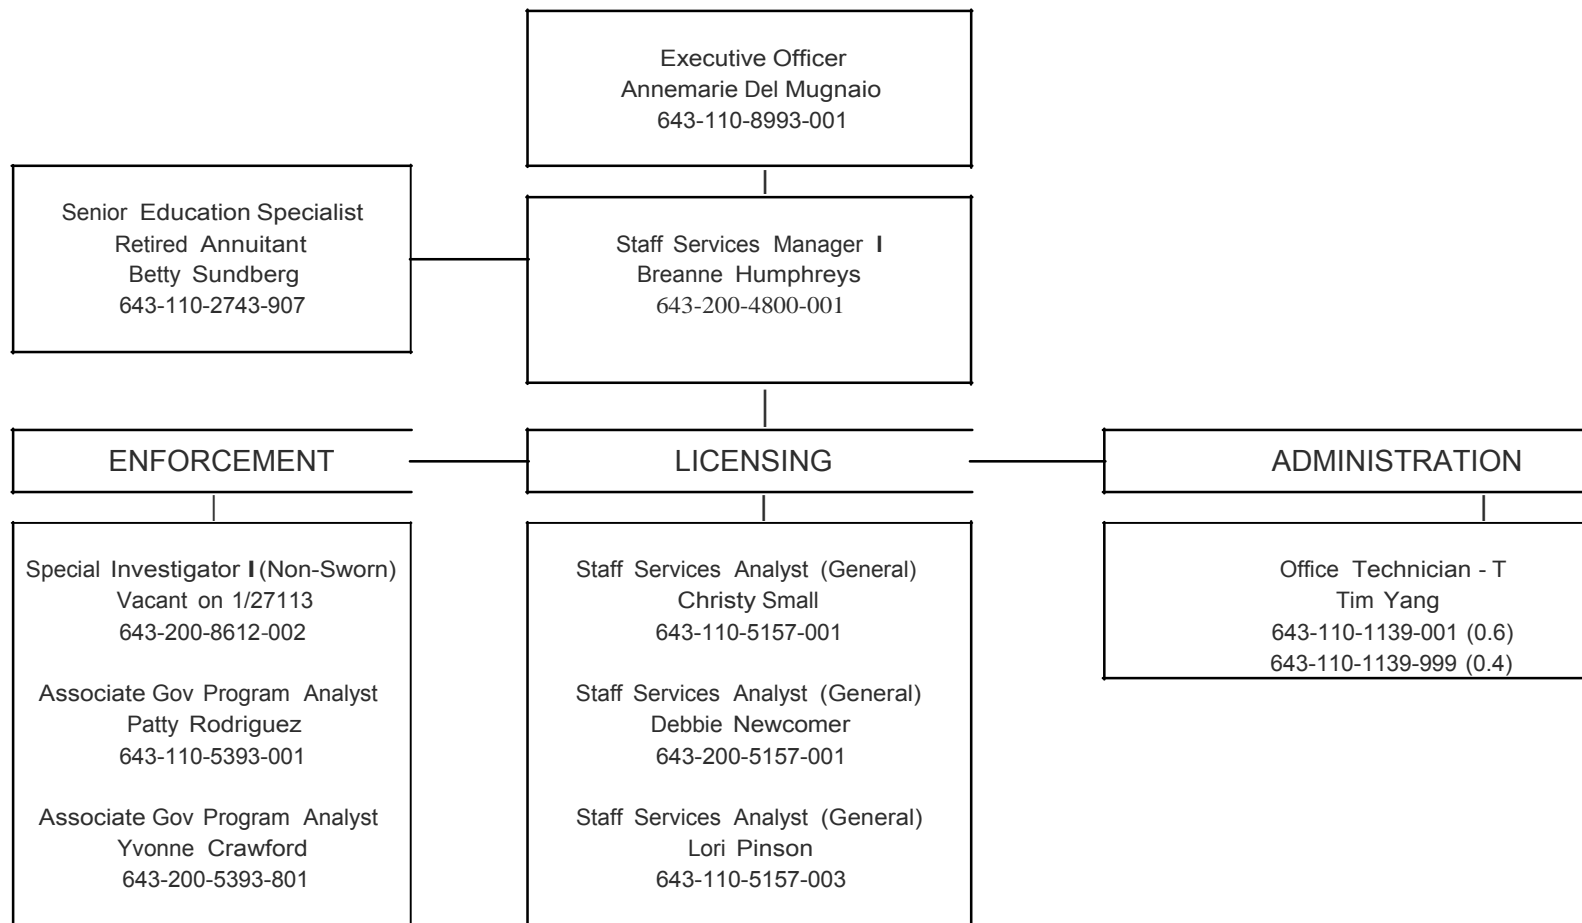 Executive Officer
Annemarie Del Mugnaio
643-110-8993-001
Senior Education Specialist
Retired Annuitant
Betty Sundberg
643-110-2743-907
Staff Services Manager I
Breanne Humphreys
643-200-4800-001
ENFORCEMENT
LICENSING
ADMINISTRATION
Special Investigator I (Non-Sworn)
Vacant on 1/27113
643-200-8612-002
Associate Gov Program Analyst
Patty Rodriguez
643-110-5393-001
Associate Gov Program Analyst
Yvonne Crawford
643-200-5393-801
Staff Services Analyst (General)
Christy Small
643-110-5157-001
Staff Services Analyst (General)
Debbie Newcomer
643-200-5157-001
Staff Services Analyst (General)
Lori Pinson
643-110-5157-003
Office Technician - T
Tim Yang
643-110-1139-001 (0.6)
643-110-1139-999 (0.4)